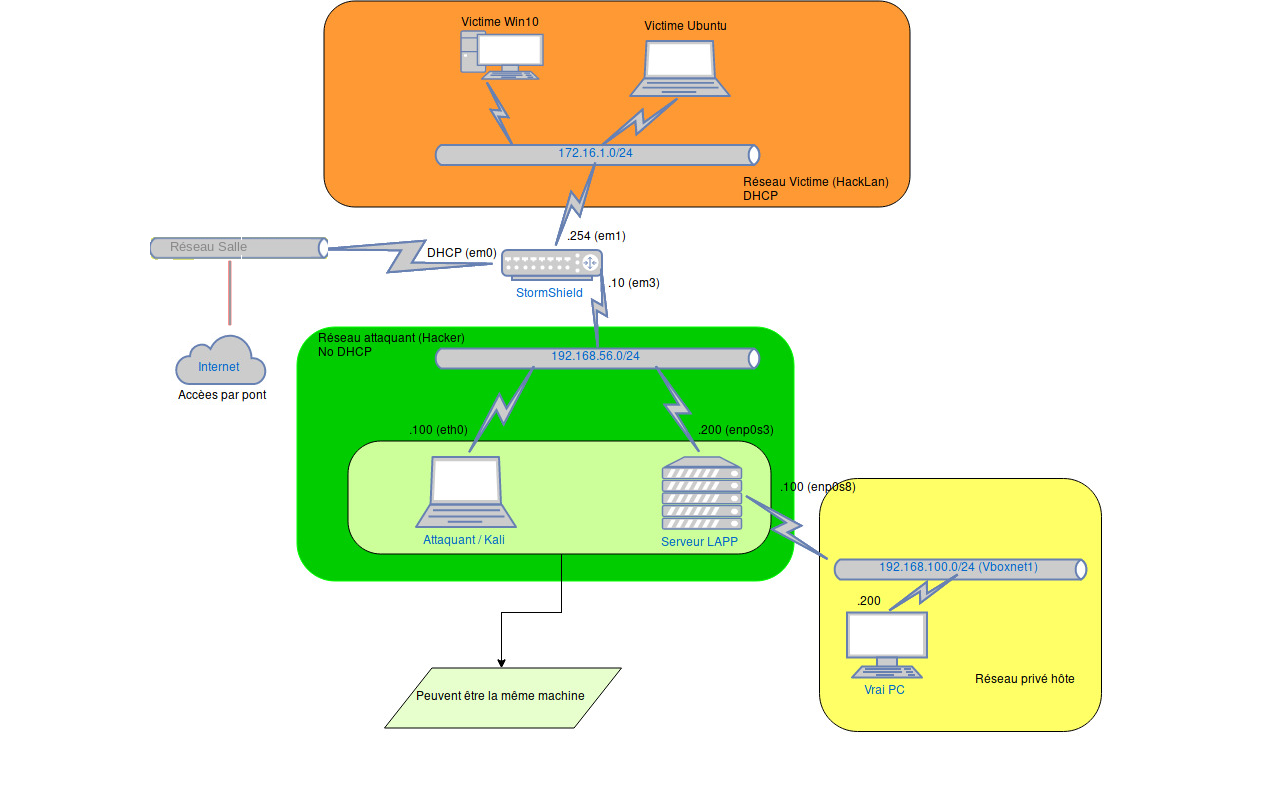 Victime Win10
Victime Ubuntu
172.16.1.0/24
Réseau Victime (HackLan)
DHCP
.254 (em1)
Réseau Salle
DHCP (em0)
.10 (em3)
StormShield
Réseau attaquant (Hacker)
No DHCP
192.168.56.0/24
Internet
Accèes par pont
.100 (eth0)
.200 (enp0s3)
.100 (enp0s8)
Attaquant / Kali
Serveur LAPP
192.168.100.0/24 (Vboxnet1)
.200
Vrai PC
Réseau privé hôte
Peuvent être la même machine